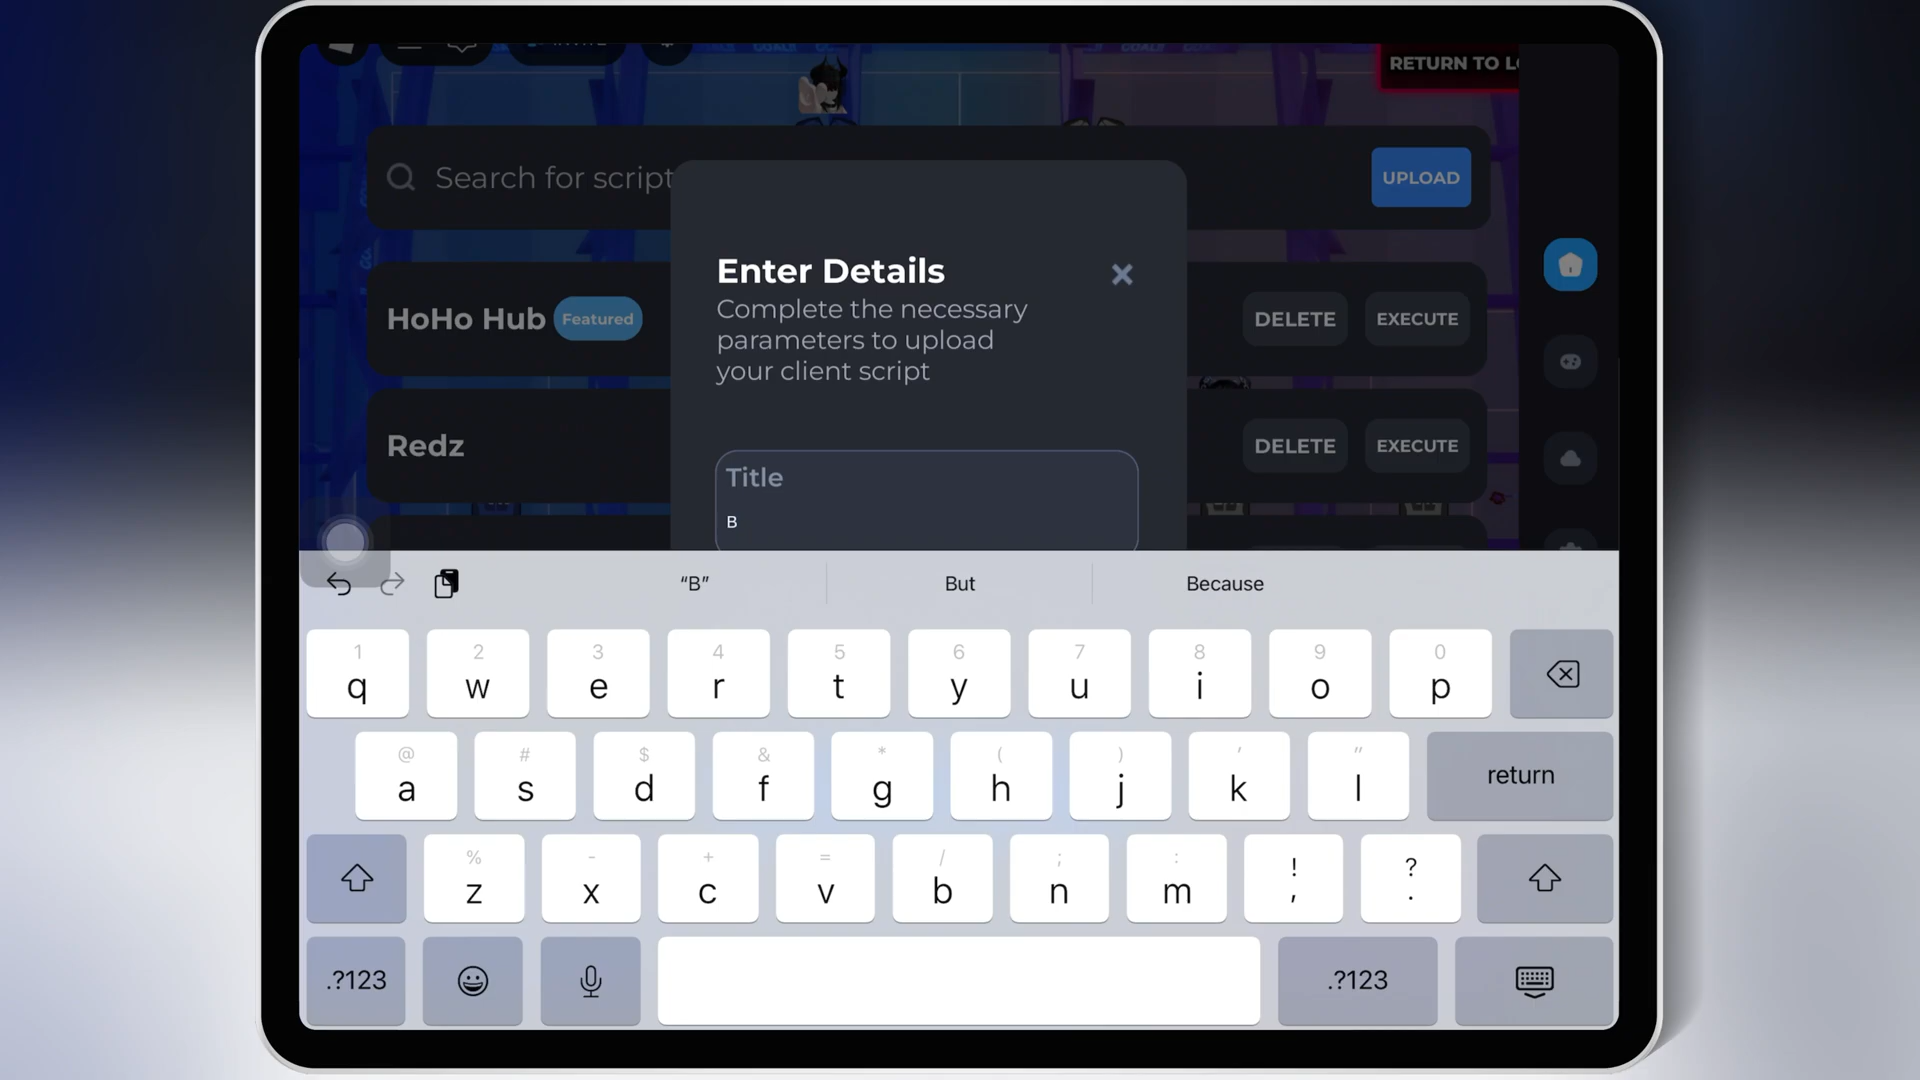 RETURN TO L
Search for script
UPLOAD
Enter Details
Complete the necessary
parameters to upload
your client script
HoHo Hub Featured
DELETE EXECUTE
Redz
DELETE EXECUTE
Title
B
“B” But Because
1 2 3 4 5 6 7 8 9 0
q w e r t y u i o p
@ # $ & * ( ) ' "
a s d f g h j k l return
% - + = / ; : ! ?
z x c v b n m , .
.?123 .?123